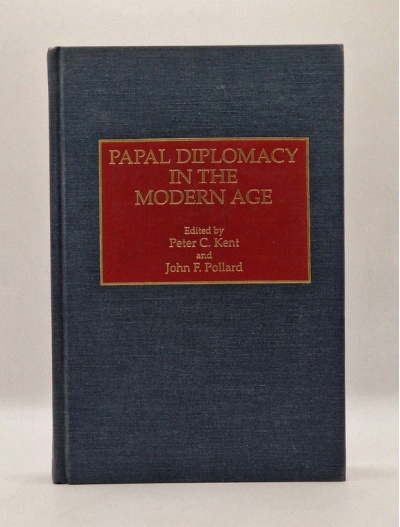 PAPAL DIPLOMACY
IN THE
MODERN AGE
Edited by
Peter C. Kent
and
John F. Pollard